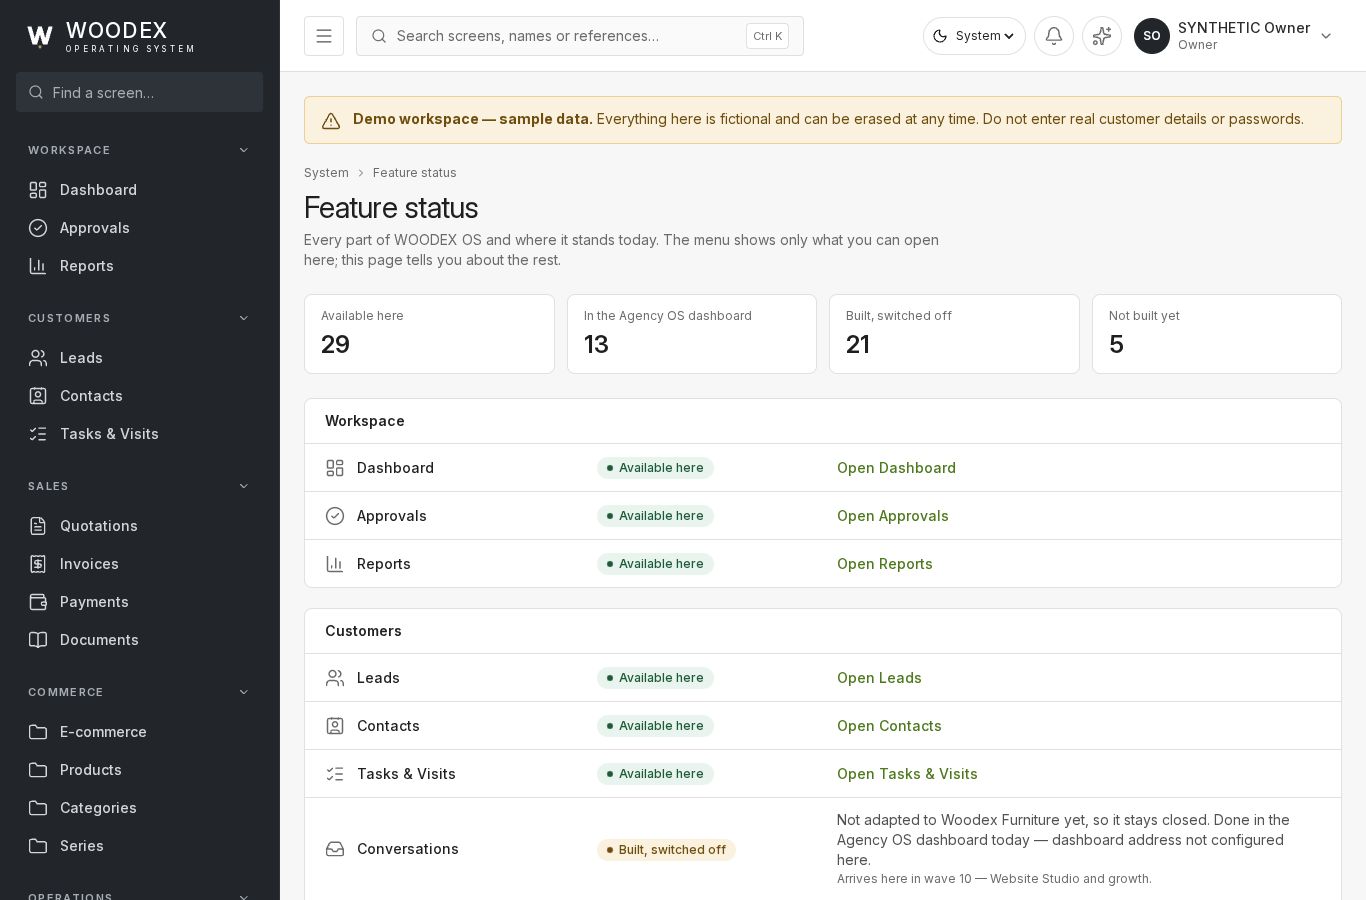 W WOODEX
OPERATING SYSTEM
Find a screen…
WORKSPACE
Dashboard
Approvals
Reports
CUSTOMERS
Leads
Contacts
Tasks & Visits
SALES
Quotations
Invoices
Payments
Documents
COMMERCE
E-commerce
Products
Categories
Series
OPERATIONS
Search screens, names or references…
Ctrl K
System
SO
SYNTHETIC Owner
Owner
Demo workspace — sample data. Everything here is fictional and can be erased at any time. Do not enter real customer details or passwords.
System > Feature status
Feature status
Every part of WOODEX OS and where it stands today. The menu shows only what you can open
here; this page tells you about the rest.
Available here
29
In the Agency OS dashboard
13
Built, switched off
21
Not built yet
5
Workspace
Dashboard Available here Open Dashboard
Approvals Available here Open Approvals
Reports Available here Open Reports
Customers
Leads Available here Open Leads
Contacts Available here Open Contacts
Tasks & Visits Available here Open Tasks & Visits
Conversations
Built, switched off
Not adapted to Woodex Furniture yet, so it stays closed. Done in the
Agency OS dashboard today — dashboard address not configured
here.
Arrives here in wave 10 — Website Studio and growth.